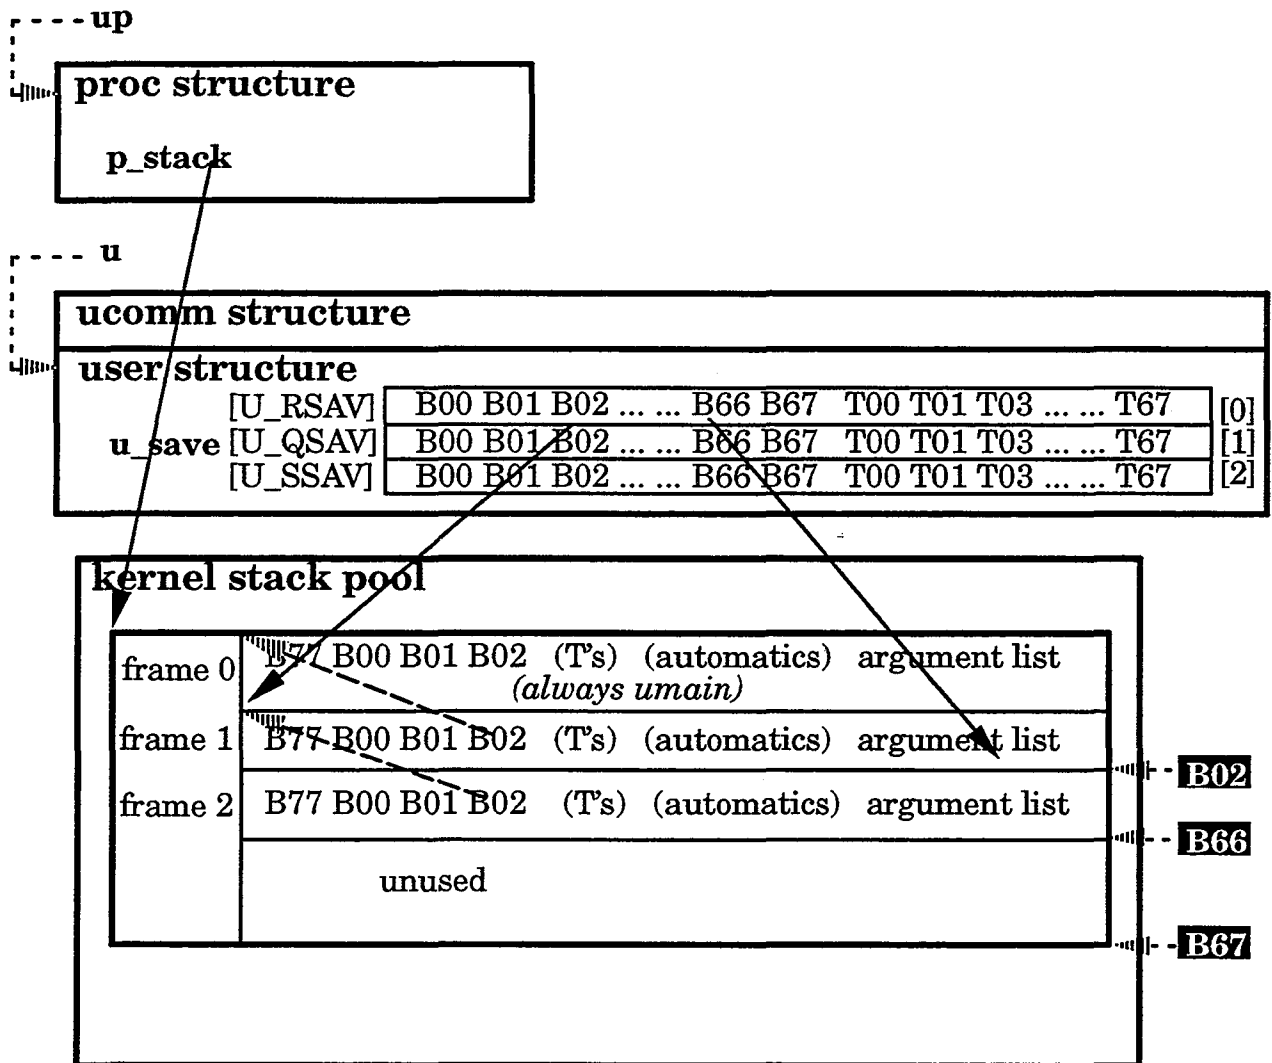 up
proc structure
p_stack
u
ucomm structure
user structure
[U_RSAV] B00 B01 B02 ... ... B66 B67 T00 T01 T03 ... ... T67 [0]
u_save [U_QSAV] B00 B01 B02 ... ... B66 B67 T00 T01 T03 ... ... T67 [1]
[U_SSAV] B00 B01 B02 ... ... B66 B67 T00 T01 T03 ... ... T67 [2]
kernel stack pool
frame 0 B77 B00 B01 B02 (T's) (automatics) argument list
(always umain)
frame 1 B77 B00 B01 B02 (T's) (automatics) argument list
B02
frame 2 B77 B00 B01 B02 (T's) (automatics) argument list
B66
unused
B67